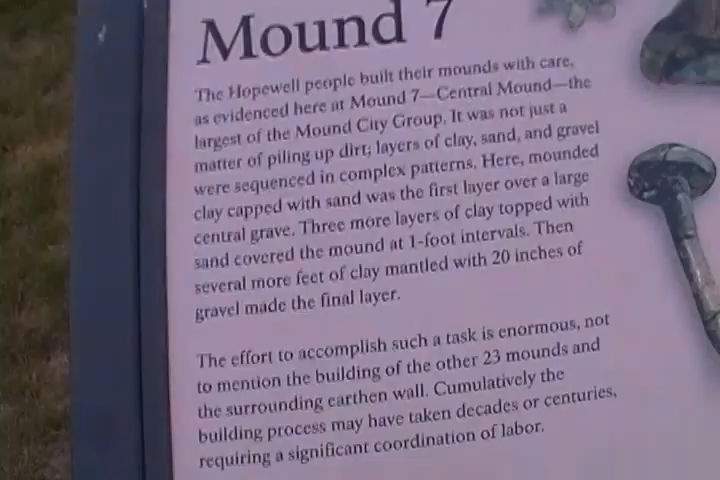 Mound 7
The Hopewell people built their mounds with care,
as evidenced here at Mound 7—Central Mound—the
largest of the Mound City Group. It was not just a
matter of piling up dirt; layers of clay, sand, and gravel
were sequenced in complex patterns. Here, mounded
clay capped with sand was the first layer over a large
central grave. Three more layers of clay topped with
sand covered the mound at 1-foot intervals. Then
several more feet of clay mantled with 20 inches of
gravel made the final layer.
The effort to accomplish such a task is enormous, not
to mention the building of the other 23 mounds and
the surrounding earthen wall. Cumulatively the
building process may have taken decades or centuries,
requiring a significant coordination of labor.